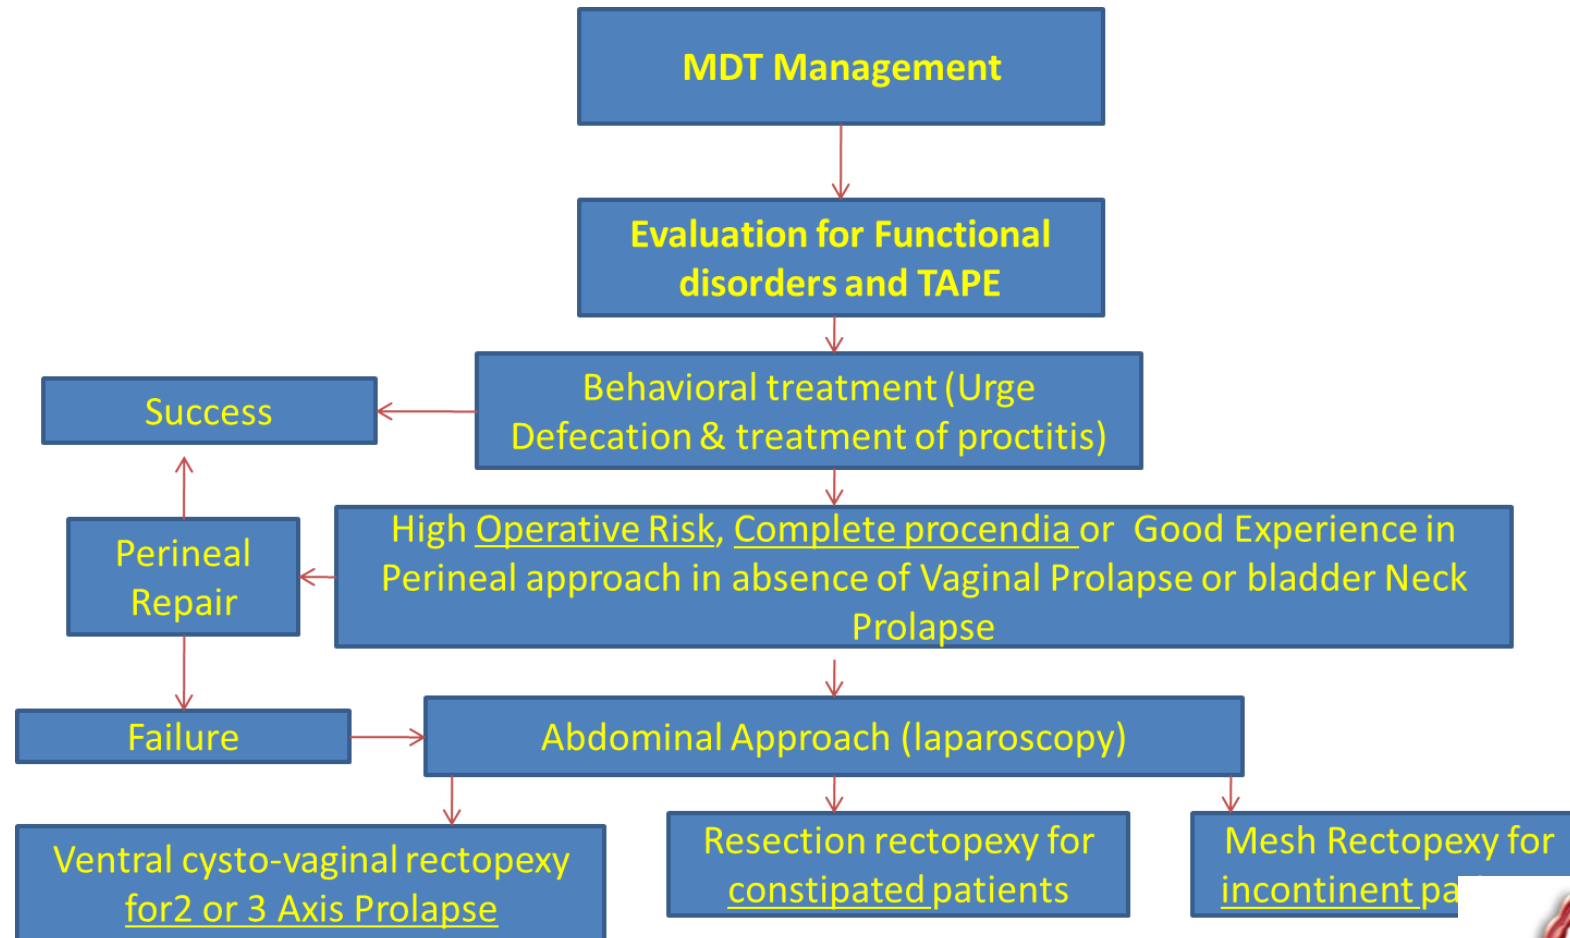 MDT Management
Evaluation for Functional
disorders and TAPE
Behavioral treatment (Urge
Defecation & treatment of proctitis)
Success
High Operative Risk, Complete procendia or Good Experience in
Perineal approach in absence of Vaginal Prolapse or bladder Neck
Prolapse
Perineal
Repair
Failure
Abdominal Approach (laparoscopy)
Ventral cysto-vaginal rectopexy
for2 or 3 Axis Prolapse
Resection rectopexy for
constipated patients
Mesh Rectopexy for
incontinent